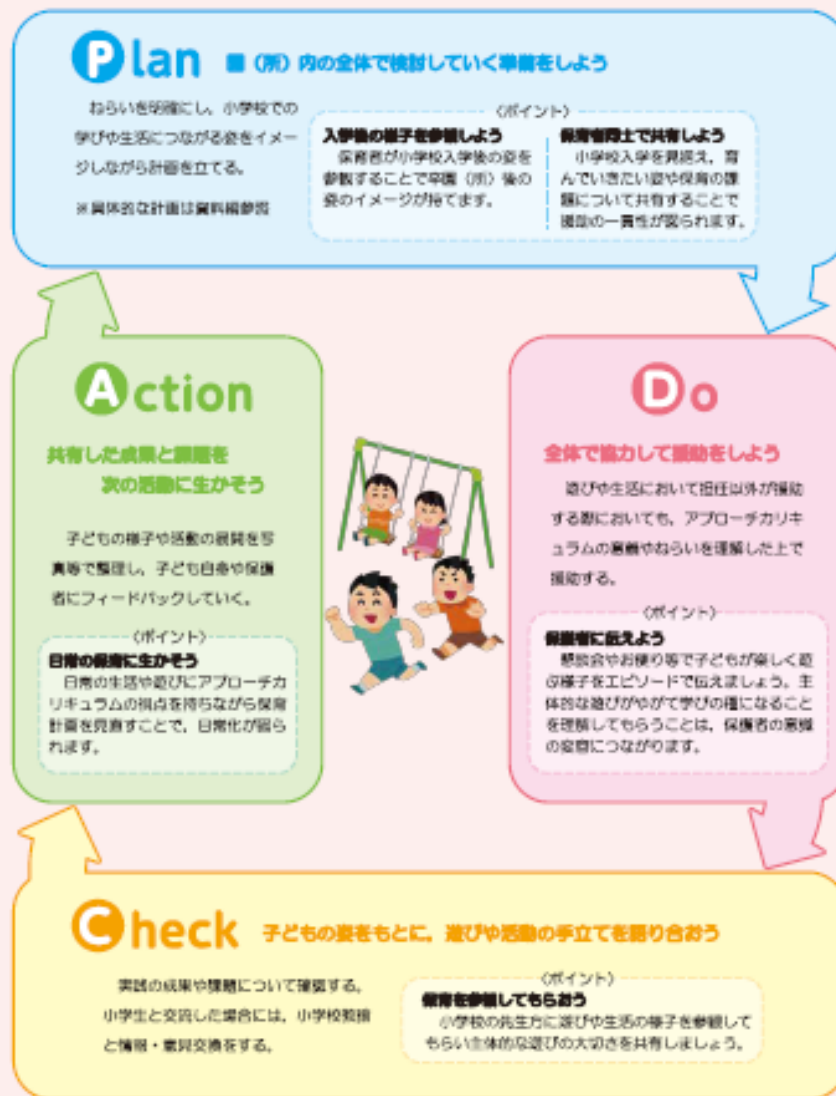 Plan 園（所）内の全体で検討していく準備をしよう
ねらいを明確にし、小学校での
学びや生活につながる姿をイメー
ジしながら計画を立てる。
※具体的な計画は資料編参照
〈ポイント〉
入学後の様子を参観しよう
保育者が小学校入学後の姿を
参観することで卒園（所）後の
姿のイメージが持てます。
保育者同士で共有しよう
小学校入学を見据え、育
んでいきたい姿や保育の課
題について共有することで
援助の一貫性が図られます。
Action
共有した成果と課題を
次の活動に生かそう
子どもの様子や活動の展開を写
真等で整理し、子ども自身や保護
者にフィードバックしていく。
〈ポイント〉
日常の保育に生かそう
日常の生活や遊びにアプローチカ
リキュラムの視点を持ちながら保育
計画を見直すことで、日常化が図ら
れます。
Do
全体で協力して援助をしよう
遊びや生活において担任以外が援助
する際においても、アプローチカリキ
ュラムの意義やねらいを理解した上で
援助する。
〈ポイント〉
保護者に伝えよう
懇談会やお便り等で子どもが楽しく遊
ぶ様子をエピソードで伝えましょう。主
体的な遊びがやがて学びの種になること
を理解してもらうことは、保護者の意識
の変容につながります。
Check 子どもの姿をもとに、遊びや活動の手立てを語り合おう
実践の成果や課題について確認する。
小学生と交流した場合には、小学校教諭
と情報・意見交換をする。
〈ポイント〉
保育を参観してもらおう
小学校の先生方に遊びや生活の様子を参観して
もらい主体的な遊びの大切さを共有しましょう。